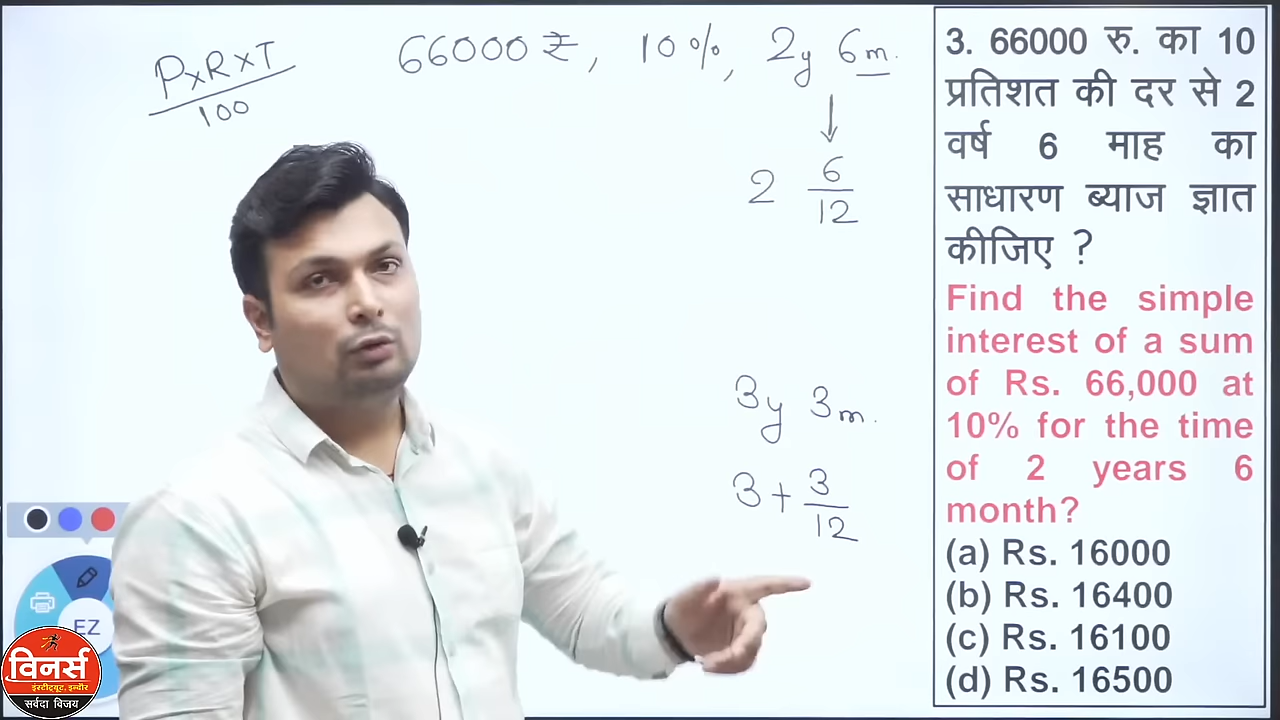 P×R×T
100
66000 ₹, 10%, 2y 6m.
2 6/12
3y 3m.
3 + 3/12
3. 66000 रु. का 10
प्रतिशत की दर से 2
वर्ष 6 माह का
साधारण ब्याज ज्ञात
कीजिए ?
Find the simple
interest of a sum
of Rs. 66,000 at
10% for the time
of 2 years 6
month?
(a) Rs. 16000
(b) Rs. 16400
(c) Rs. 16100
(d) Rs. 16500
EZ
विनर्स
इंस्टीट्यूट, इन्दौर
सर्वदा विजय